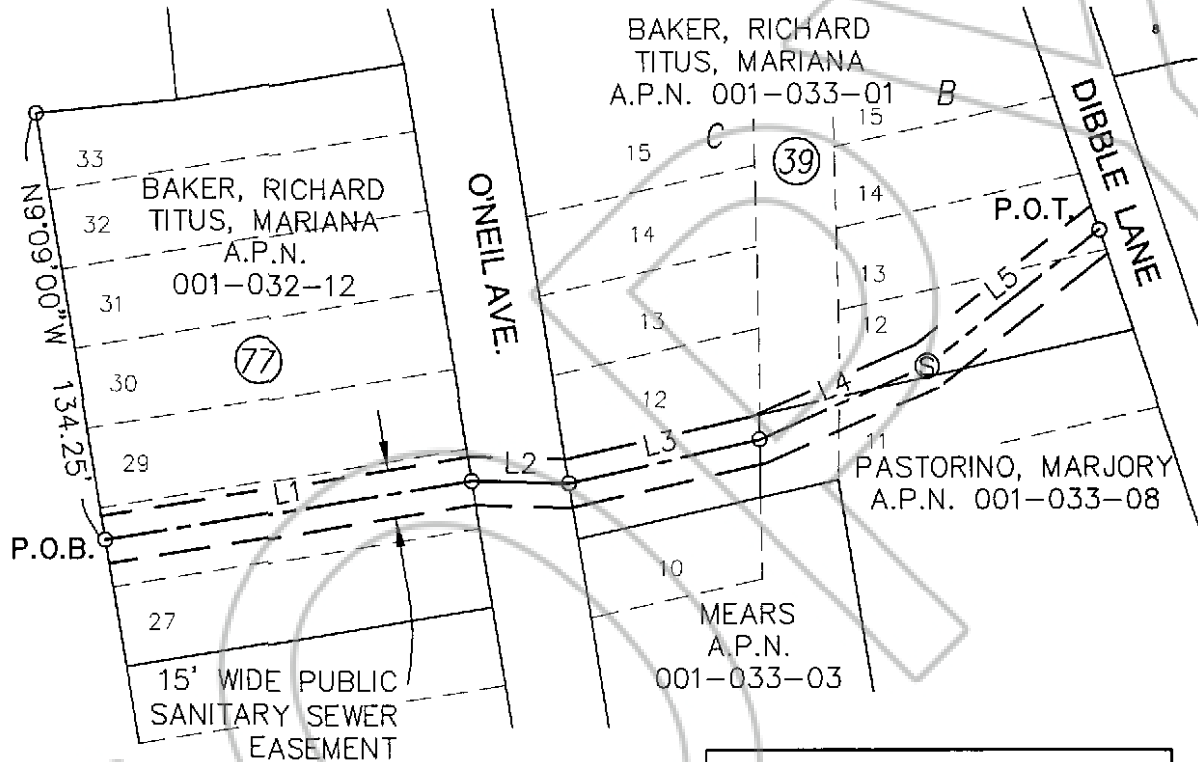 BAKER, RICHARD
TITUS, MARIANA
A.P.N. 001-033-01
B
8
C
39
15
15
33
BAKER, RICHARD
TITUS, MARIANA
A.P.N.
001-032-12
32
31
77
30
29
27
N9°09'00"W 134.25'
O'NEIL AVE.
DIBBLE LANE
14
14
P.O.T.
13
13
L5
12
12
S
L4
L3
L2
L1
11
P.O.B.
PASTORINO, MARJORY
A.P.N. 001-033-08
10
MEARS
A.P.N.
001-033-03
15' WIDE PUBLIC
SANITARY SEWER
EASEMENT